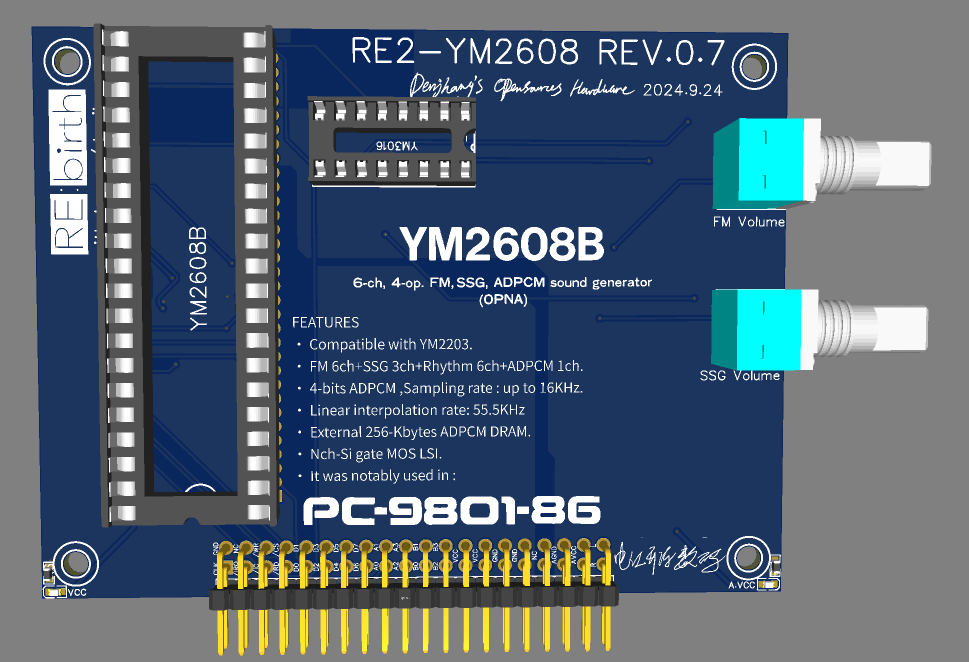 RE2-YM2608 REV.0.7
Denjhang's Opensources Hardware 2024.9.24
RE:birth
YM3016
YM2608B
FM Volume
YM2608B
6-ch, 4-op. FM, SSG, ADPCM sound generator
(OPNA)
FEATURES
・ Compatible with YM2203.
・ FM 6ch+SSG 3ch+Rhythm 6ch+ADPCM 1ch.
・ 4-bits ADPCM ,Sampling rate : up to 16KHz.
・ Linear interpolation rate: 55.5KHz
・ External 256-Kbytes ADPCM DRAM.
・ Nch-Si gate MOS LSI.
・ It was notably used in :
SSG Volume
PC-9801-86
VCC
A-VCC